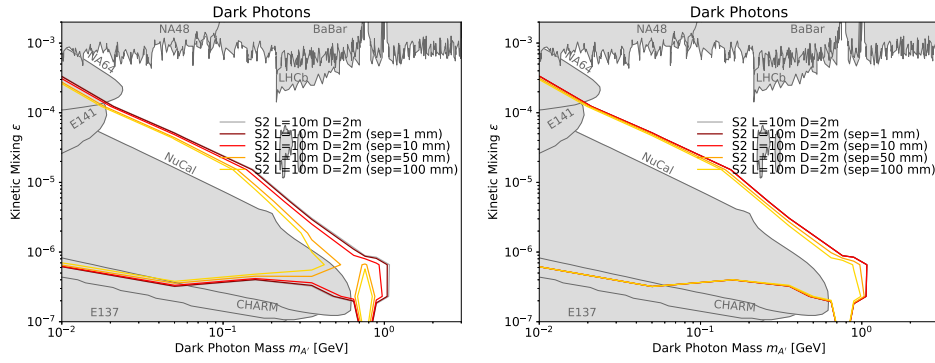 Dark Photons
NA48
BaBar
NA64
LHCb
E141
NuCal
CHARM
E137
S2 L=10m D=2m
S2 L=10m D=2m (sep=1 mm)
S2 L=10m D=2m (sep=10 mm)
S2 L=10m D=2m (sep=50 mm)
S2 L=10m D=2m (sep=100 mm)
Kinetic Mixing ε
10⁻³
10⁻⁴
10⁻⁵
10⁻⁶
10⁻⁷
10⁻²
10⁻¹
10⁰
Dark Photon Mass m_A′ [GeV]
Dark Photons
NA48
BaBar
NA64
LHCb
E141
NuCal
CHARM
E137
S2 L=10m D=2m
S2 L=10m D=2m (sep=1 mm)
S2 L=10m D=2m (sep=10 mm)
S2 L=10m D=2m (sep=50 mm)
S2 L=10m D=2m (sep=100 mm)
Kinetic Mixing ε
10⁻³
10⁻⁴
10⁻⁵
10⁻⁶
10⁻⁷
10⁻²
10⁻¹
10⁰
Dark Photon Mass m_A′ [GeV]